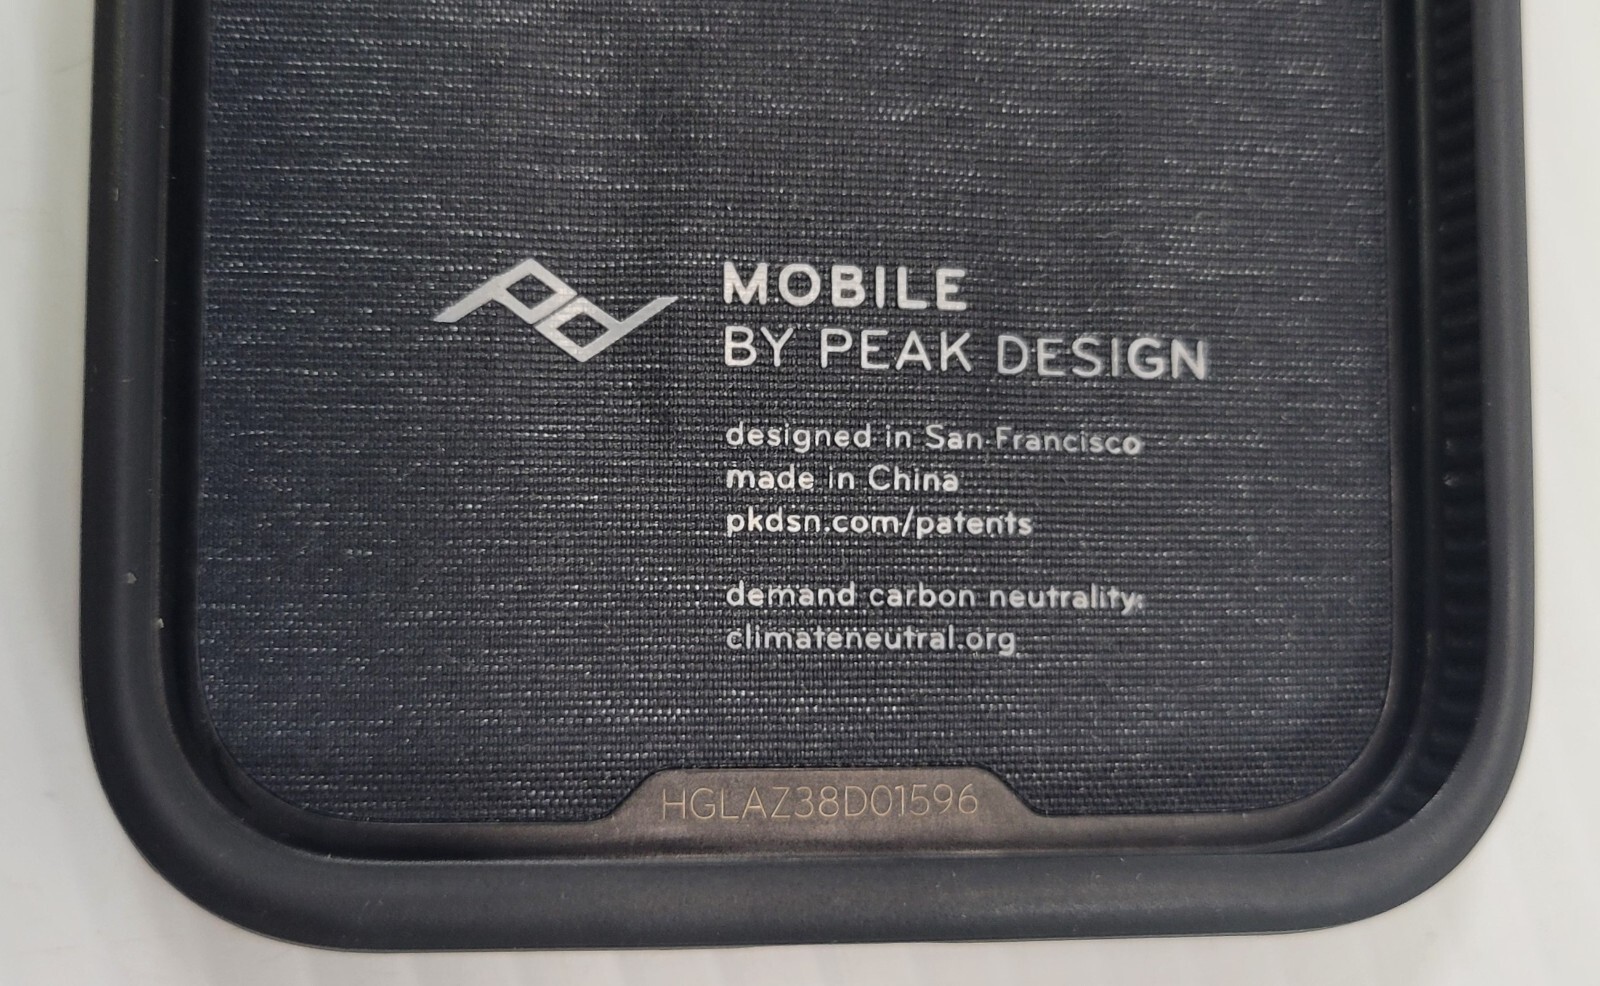 MOBILE
BY PEAK DESIGN
designed in San Francisco
made in China
pkdsn.com/patents
demand carbon neutrality:
climateneutral.org
HGLAZ38D01596